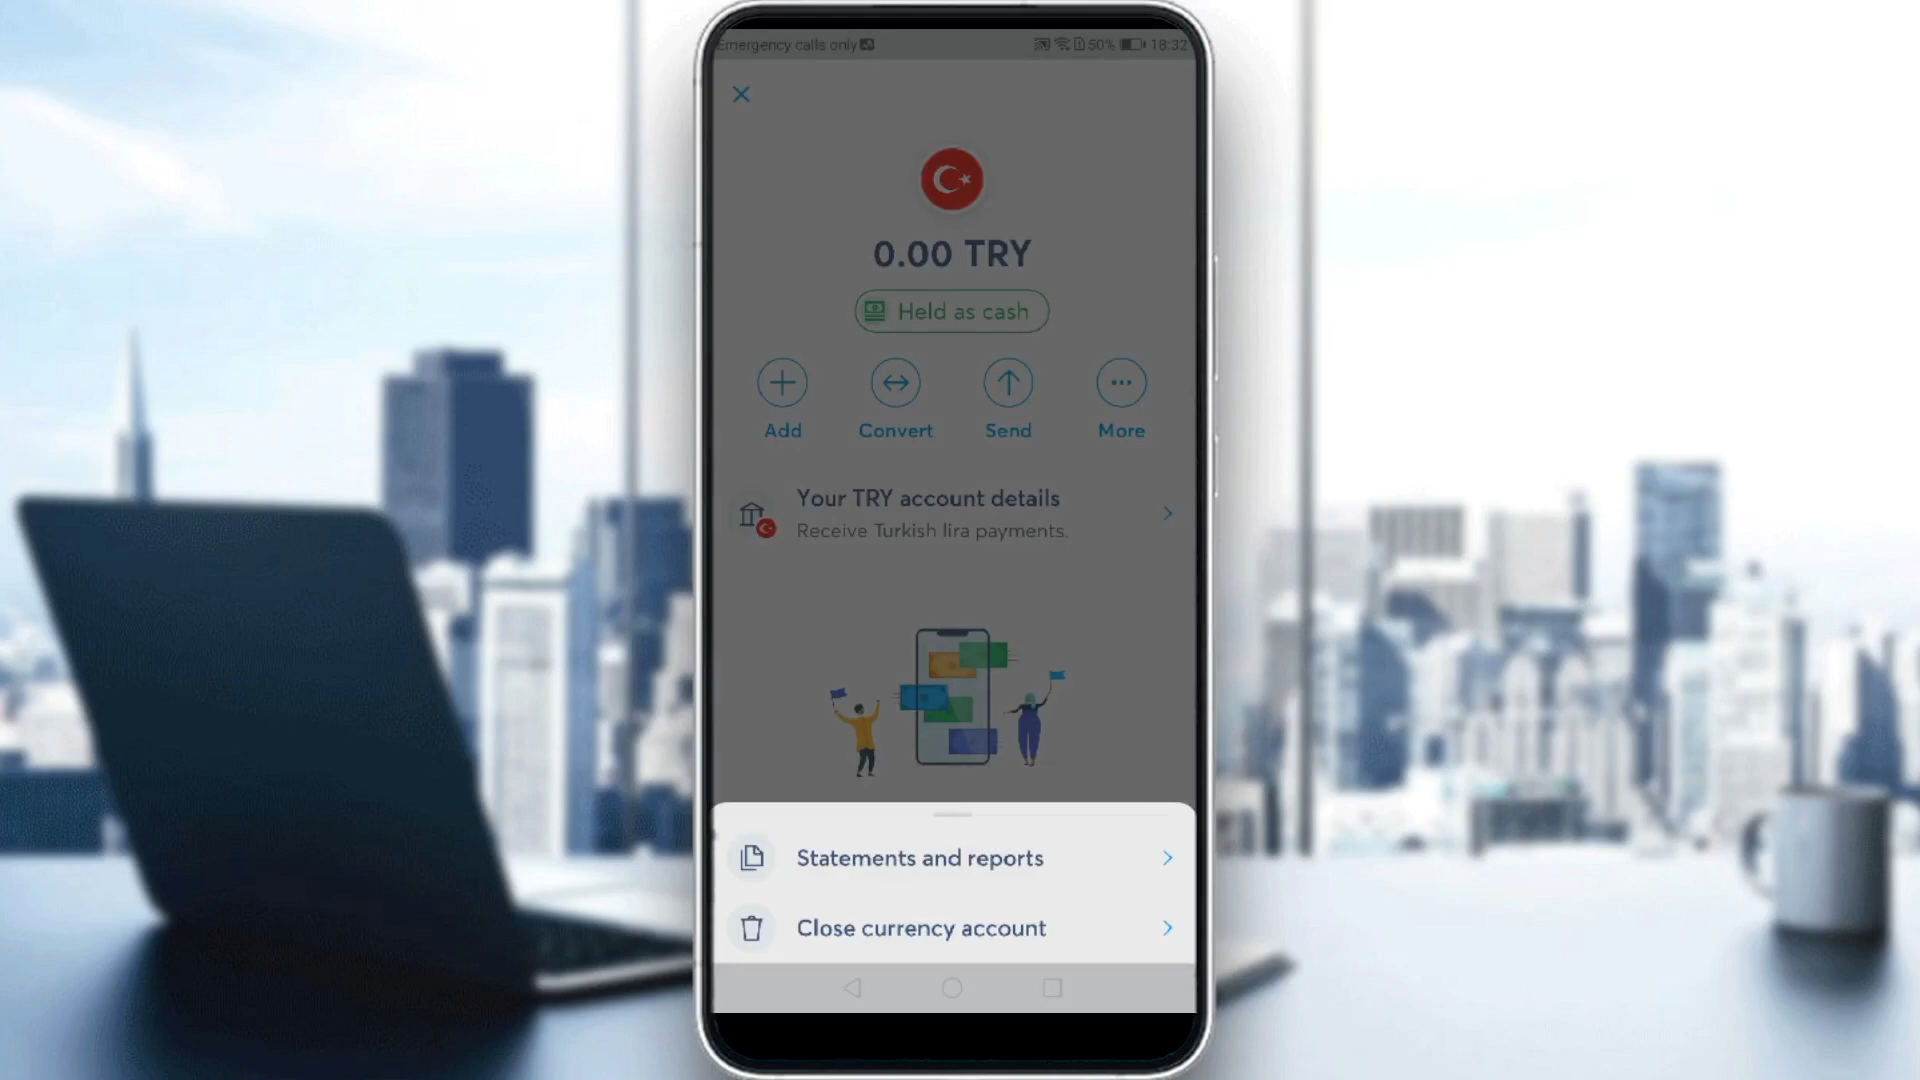 Emergency calls only
50% 18:32
0.00 TRY
Held as cash
Add Convert Send More
Your TRY account details
Receive Turkish lira payments.
Statements and reports
Close currency account